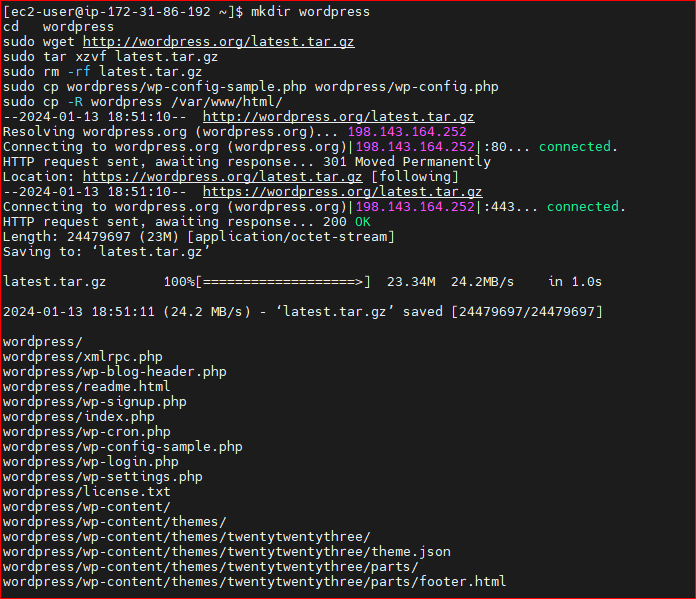 [ec2-user@ip-172-31-86-192 ~]$ mkdir wordpress
cd   wordpress
sudo wget http://wordpress.org/latest.tar.gz
sudo tar xzvf latest.tar.gz
sudo rm -rf latest.tar.gz
sudo cp wordpress/wp-config-sample.php wordpress/wp-config.php
sudo cp -R wordpress /var/www/html/
--2024-01-13 18:51:10--  http://wordpress.org/latest.tar.gz
Resolving wordpress.org (wordpress.org)... 198.143.164.252
Connecting to wordpress.org (wordpress.org)|198.143.164.252|:80... connected.
HTTP request sent, awaiting response... 301 Moved Permanently
Location: https://wordpress.org/latest.tar.gz [following]
--2024-01-13 18:51:10--  https://wordpress.org/latest.tar.gz
Connecting to wordpress.org (wordpress.org)|198.143.164.252|:443... connected.
HTTP request sent, awaiting response... 200 OK
Length: 24479697 (23M) [application/octet-stream]
Saving to: ‘latest.tar.gz’
latest.tar.gz       100%[===================>]  23.34M  24.2MB/s    in 1.0s
2024-01-13 18:51:11 (24.2 MB/s) - ‘latest.tar.gz’ saved [24479697/24479697]
wordpress/
wordpress/xmlrpc.php
wordpress/wp-blog-header.php
wordpress/readme.html
wordpress/wp-signup.php
wordpress/index.php
wordpress/wp-cron.php
wordpress/wp-config-sample.php
wordpress/wp-login.php
wordpress/wp-settings.php
wordpress/license.txt
wordpress/wp-content/
wordpress/wp-content/themes/
wordpress/wp-content/themes/twentytwentythree/
wordpress/wp-content/themes/twentytwentythree/theme.json
wordpress/wp-content/themes/twentytwentythree/parts/
wordpress/wp-content/themes/twentytwentythree/parts/footer.html